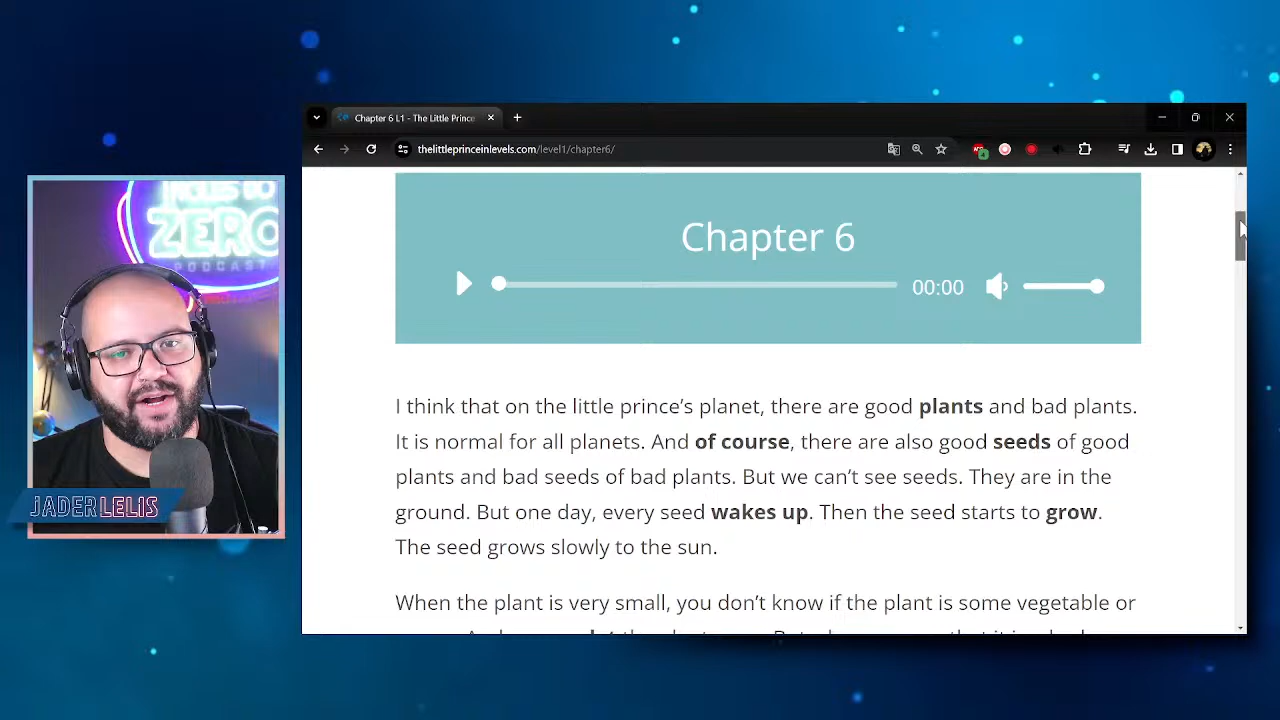 Chapter 6 L1 - The Little Prince
thelittleprinceinlevels.com/level1/chapter6/
4
Chapter 6
00:00
ZERO
PODCAST
JADERLELIS
I think that on the little prince’s planet, there are good plants and bad plants.
It is normal for all planets. And of course, there are also good seeds of good
plants and bad seeds of bad plants. But we can’t see seeds. They are in the
ground. But one day, every seed wakes up. Then the seed starts to grow.
The seed grows slowly to the sun.
When the plant is very small, you don’t know if the plant is some vegetable or